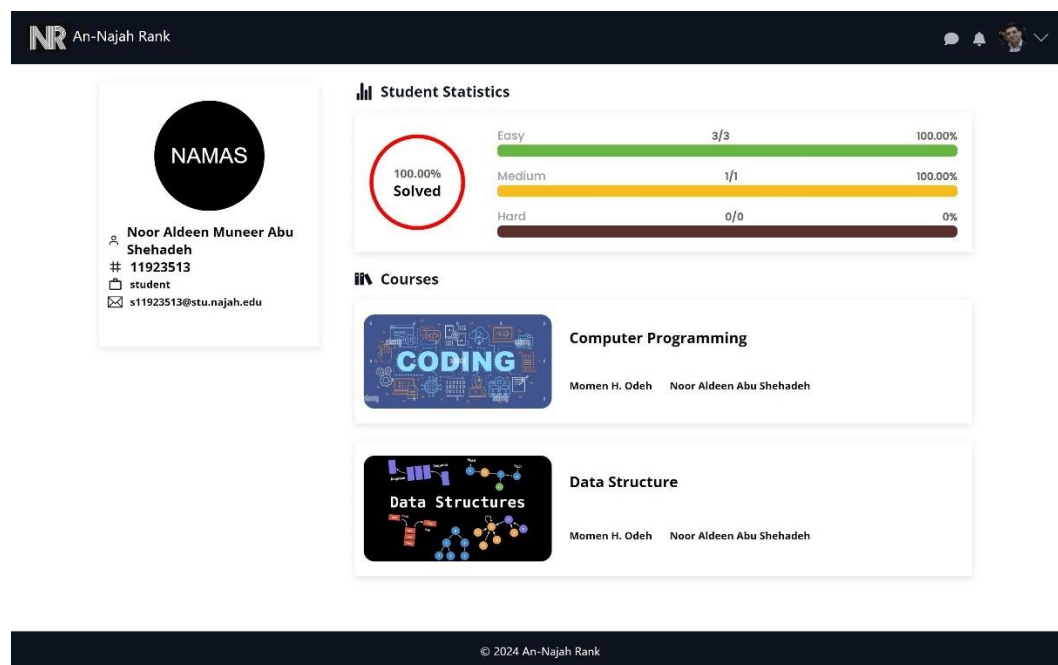 NR An-Najah Rank
NAMAS
Noor Aldeen Muneer Abu
Shehadeh
# 11923513
student
s11923513@stu.najah.edu
Student Statistics
100.00%
Solved
Easy 3/3 100.00%
Medium 1/1 100.00%
Hard 0/0 0%
Courses
CODING
Computer Programming
Momen H. Odeh Noor Aldeen Abu Shehadeh
Data Structures
Data Structure
Momen H. Odeh Noor Aldeen Abu Shehadeh
© 2024 An-Najah Rank